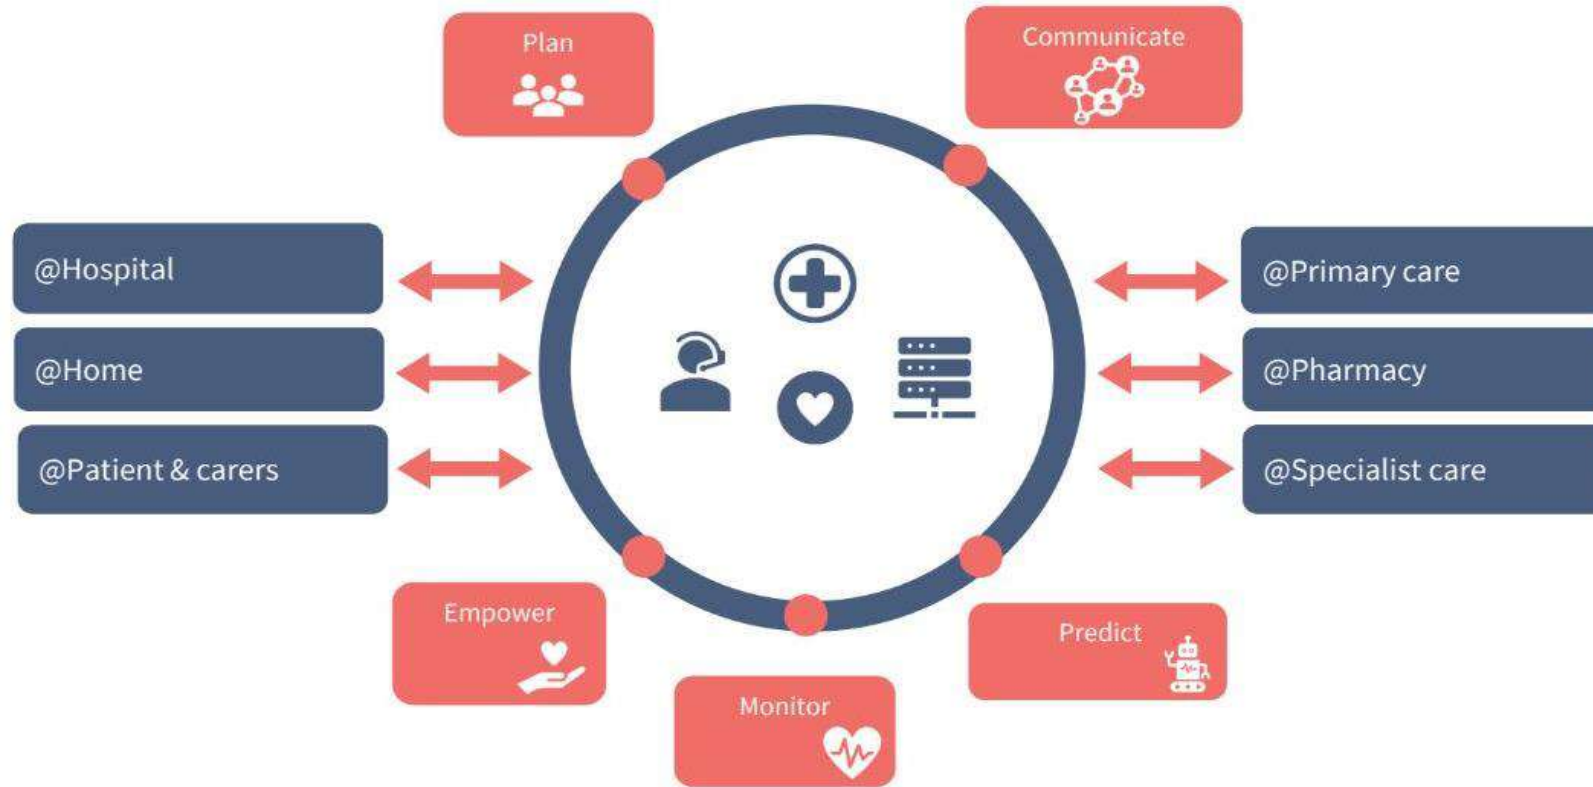 Plan
Communicate
@Hospital
@Primary care
@Home
@Pharmacy
@Patient & carers
@Specialist care
Empower
Predict
Monitor